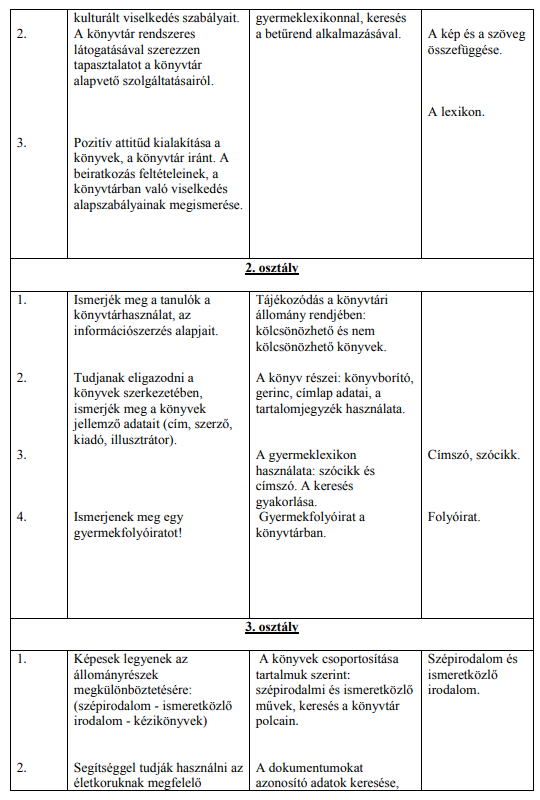 kulturált viselkedés szabályait.
2.
A könyvtár rendszeres
látogatásával szerezzen
tapasztalatot a könyvtár
alapvető szolgáltatásairól.
gyermeklexikonnal, keresés
a betűrend alkalmazásával.
A kép és a szöveg
összefüggése.
A lexikon.
3.
Pozitív attitűd kialakítása a
könyvek, a könyvtár iránt. A
beiratkozás feltételeinek, a
könyvtárban való viselkedés
alapszabályainak megismerése.
2. osztály
1.
Ismerjék meg a tanulók a
könyvtárhasználat, az
információszerzés alapjait.
Tájékozódás a könyvtári
állomány rendjében:
kölcsönözhető és nem
kölcsönözhető könyvek.
2.
Tudjanak eligazodni a
könyvek szerkezetében,
ismerjék meg a könyvek
jellemző adatait (cím, szerző,
kiadó, illusztrátor).
A könyv részei: könyvborító,
gerinc, címlap adatai, a
tartalomjegyzék használata.
3.
A gyermeklexikon
használata: szócikk és
címszó. A keresés
gyakorlása.
Címszó, szócikk.
4.
Ismerjenek meg egy
gyermekfolyóiratot!
Gyermekfolyóirat a
könyvtárban.
Folyóirat.
3. osztály
1.
Képesek legyenek az
állományrészek
megkülönböztetésére:
(szépirodalom - ismeretközlő
irodalom - kézikönyvek)
A könyvek csoportosítása
tartalmuk szerint:
szépirodalmi és ismeretközlő
művek, keresés a könyvtár
polcain.
Szépirodalom és
ismeretközlő
irodalom.
2.
Segítséggel tudják használni az
életkoruknak megfelelő
A dokumentumokat
azonosító adatok keresése,